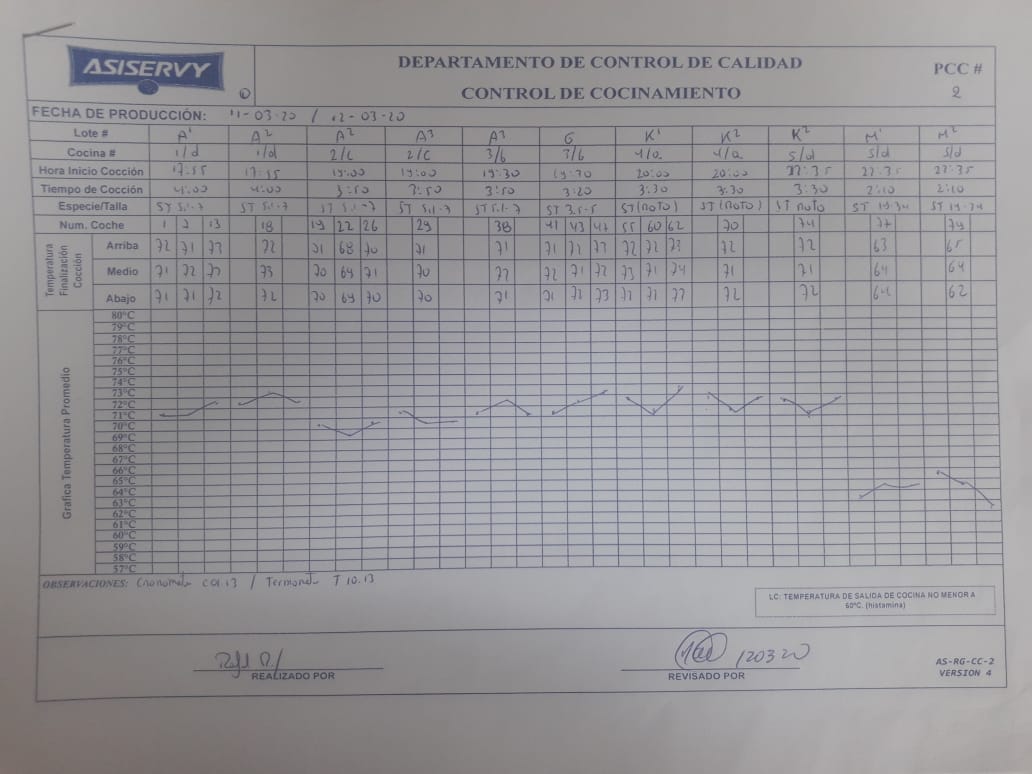 ASISERVY
DEPARTAMENTO DE CONTROL DE CALIDAD
CONTROL DE COCINAMIENTO
PCC #
2
FECHA DE PRODUCCIÓN: 11-03-20 / 12-03-20
Lote # A¹ A² A² A³ A³ G K¹ K² K² M¹ M²
Cocina # 1/d 1/d 2/c 2/c 3/b 3/b 4/a 4/a 5/d 5/d 5/d
Hora Inicio Cocción 17:55 17:55 19:00 19:00 19:30 19:30 20:00 20:00 22:35 22:35 22:35
Tiempo de Cocción 4:00 4:00 3:50 3:50 3:50 3:20 3:30 3:30 3:30 2:10 2:10
Especie/Talla ST 5.1-7 ST 5.1-7 ST 5.1-7 ST 5.1-7 ST 5.1-7 ST 3.5-5 ST (ROTO) ST (ROTO) ST ROTO ST ST
Num. Coche 1 7 13 18 19 22 26 29 38 41 43 47 55 60 62 70 74 77 79
Temperatura Finalización Cocción
Arriba 72 71 73 72 71 68 70 71 71 71 72 73 72 72 73 72 72 63 65
Medio 71 72 72 73 70 69 71 70 72 72 71 72 73 71 74 71 71 64 64
Abajo 71 71 72 72 70 69 70 70 71 71 72 73 72 71 72 72 64 62
Grafica Temperatura Promedio
80°C
79°C
78°C
77°C
76°C
75°C
74°C
73°C
72°C
71°C
70°C
69°C
68°C
67°C
66°C
65°C
64°C
63°C
62°C
61°C
60°C
59°C
58°C
57°C
OBSERVACIONES: Cronometro C01.13 / Termometro T10.13
LC: TEMPERATURA DE SALIDA DE COCINA NO MENOR A
60°C. (histamina)
120320
REALIZADO POR
REVISADO POR
AS-RG-CC-2
VERSION 4